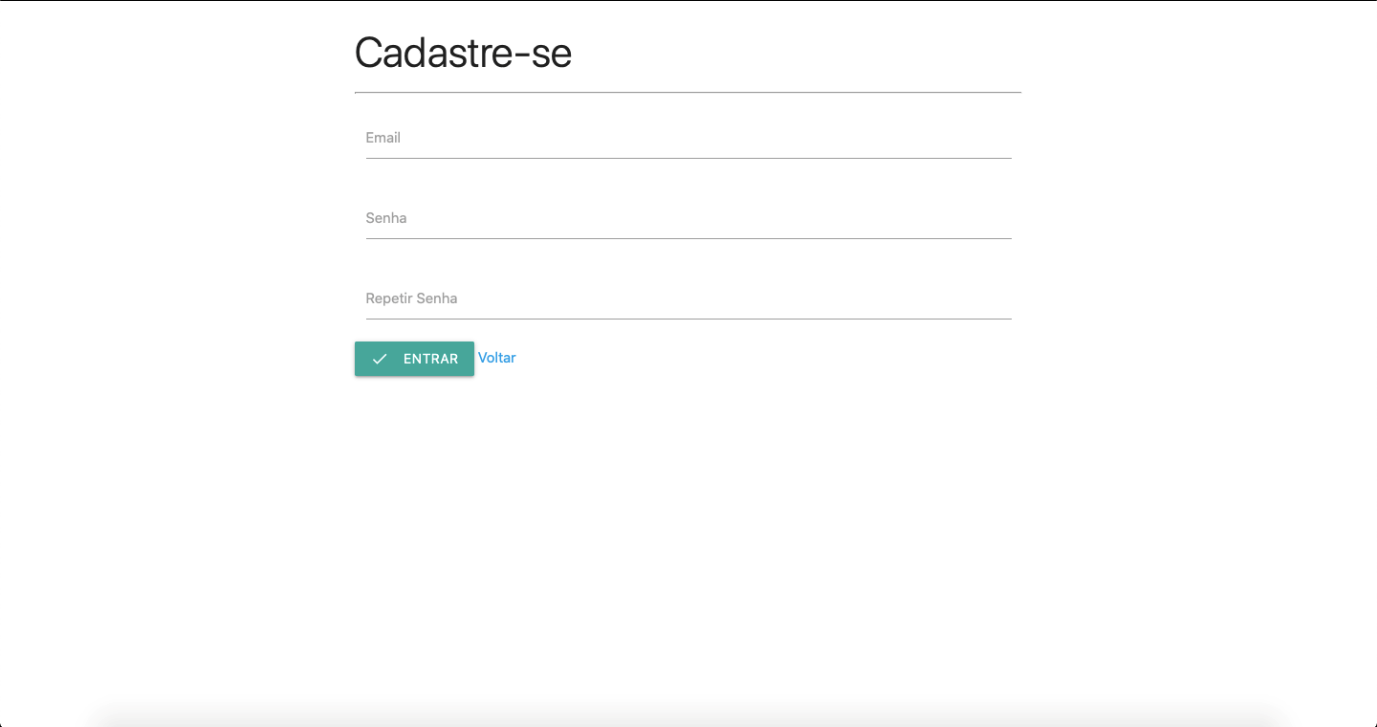 Cadastre-se
Email
Senha
Repetir Senha
ENTRAR Voltar